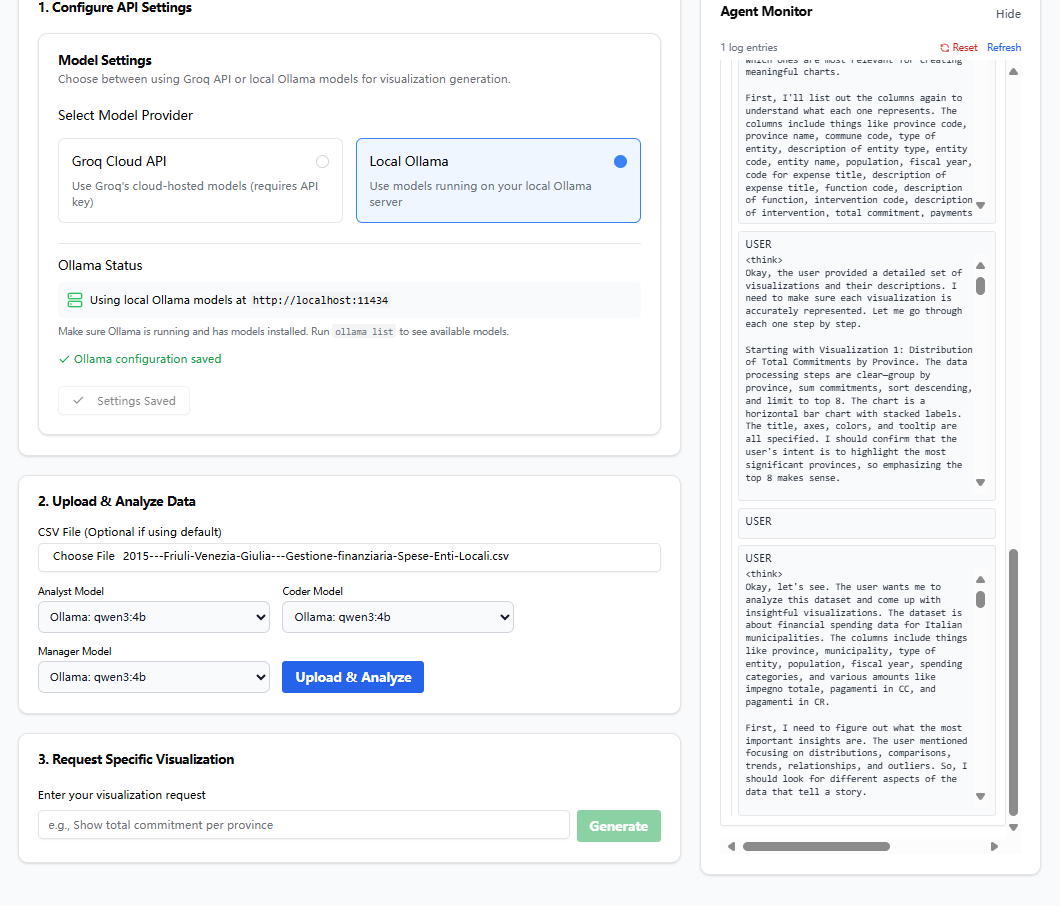 1. Configure API Settings
Model Settings
Choose between using Groq API or local Ollama models for visualization generation.
Select Model Provider
Groq Cloud API
Use Groq's cloud-hosted models (requires API
key)
Local Ollama
Use models running on your local Ollama
server
Ollama Status
Using local Ollama models at http://localhost:11434
Make sure Ollama is running and has models installed. Run ollama list to see available models.
Ollama configuration saved
Settings Saved
2. Upload & Analyze Data
CSV File (Optional if using default)
Choose File 2015---Friuli-Venezia-Giulia---Gestione-finanziaria-Spese-Enti-Locali.csv
Analyst Model
Coder Model
Ollama: qwen3:4b
Ollama: qwen3:4b
Manager Model
Ollama: qwen3:4b
Upload & Analyze
3. Request Specific Visualization
Enter your visualization request
e.g., Show total commitment per province
Generate
Agent Monitor
Hide
1 log entries
Reset
Refresh
which ones are most relevant for creating
meaningful charts.
First, I'll list out the columns again to
understand what each one represents. The
columns include things like province code,
province name, commune code, type of
entity, description of entity type, entity
code, entity name, population, fiscal year,
code for expense title, description of
expense title, function code, description
of function, intervention code, description
of intervention, total commitment, payments
USER
<think>
Okay, the user provided a detailed set of
visualizations and their descriptions. I
need to make sure each visualization is
accurately represented. Let me go through
each one step by step.
Starting with Visualization 1: Distribution
of Total Commitments by Province. The data
processing steps are clear—group by
province, sum commitments, sort descending,
and limit to top 8. The chart is a
horizontal bar chart with stacked labels.
The title, axes, colors, and tooltip are
all specified. I should confirm that the
user's intent is to highlight the most
significant provinces, so emphasizing the
top 8 makes sense.
USER
USER
<think>
Okay, let's see. The user wants me to
analyze this dataset and come up with
insightful visualizations. The dataset is
about financial spending data for Italian
municipalities. The columns include things
like province, municipality, type of
entity, population, fiscal year, spending
categories, and various amounts like
impegno totale, pagamenti in CC, and
pagamenti in CR.
First, I need to figure out what the most
important insights are. The user mentioned
focusing on distributions, comparisons,
trends, relationships, and outliers. So, I
should look for different aspects of the
data that tell a story.